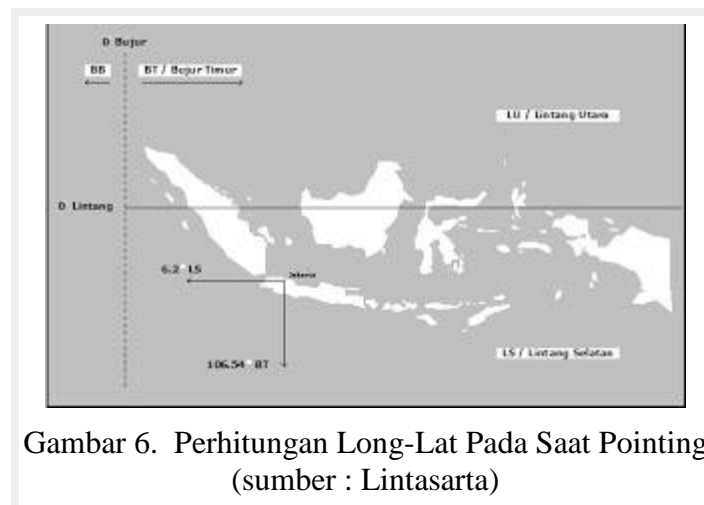 0 Bujur
BB
BT / Bujur Timur
LU / Lintang Utara
0 Lintang
6.2° LS
Jakarta
106.54° BT
LS / Lintang Selatan
Gambar 6. Perhitungan Long-Lat Pada Saat Pointing
(sumber : Lintasarta)